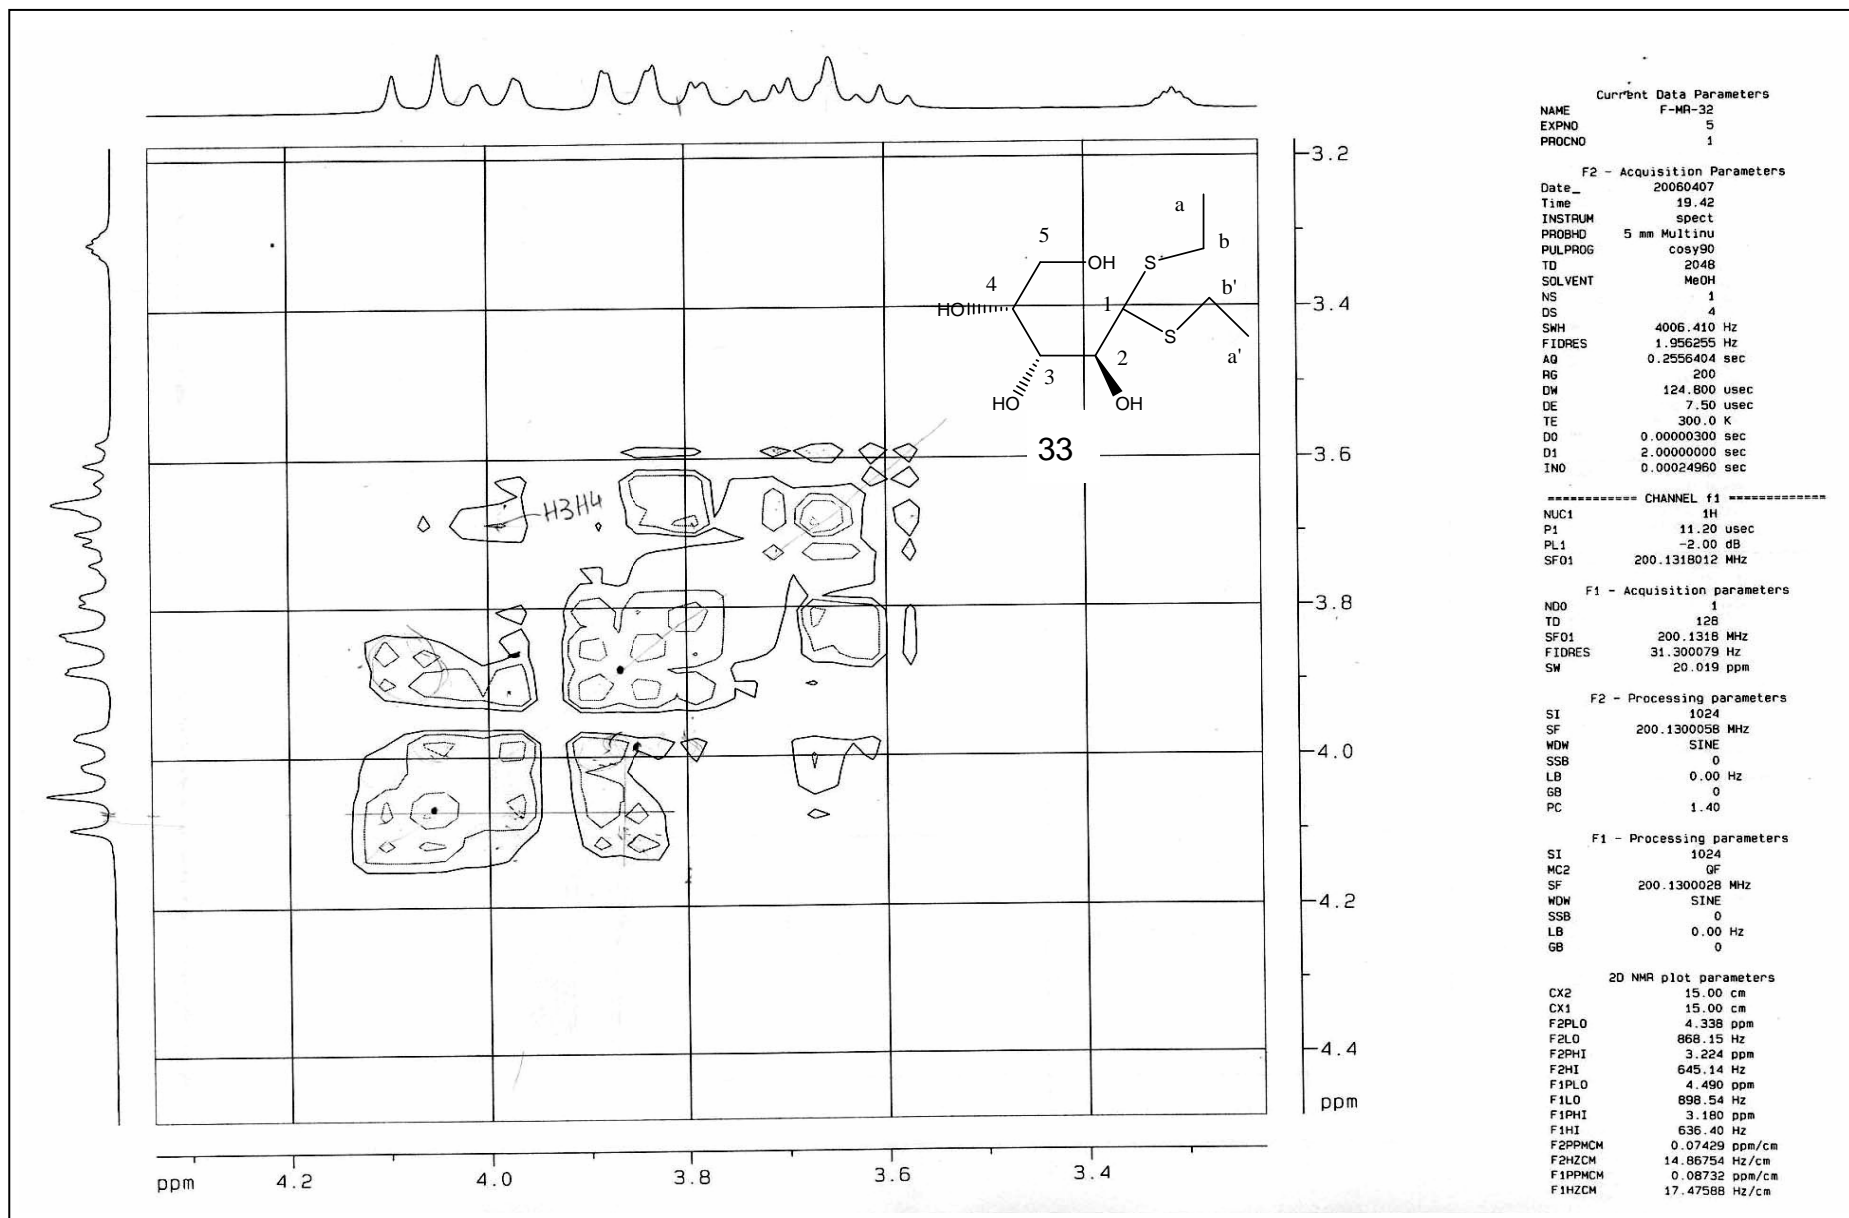 a
5
b
OH
S
b'
4
1
HO
S
a'
2
3
HO
OH
33
H3H4
3.2
3.4
3.6
3.8
4.0
4.2
4.4
ppm
ppm
4.2
4.0
3.8
3.6
3.4
Current Data Parameters
NAME F-MA-32
EXPNO 5
PROCNO 1
F2 - Acquisition Parameters
Date_ 20060407
Time 19.42
INSTRUM spect
PROBHD 5 mm Multinu
PULPROG cosy90
TD 2048
SOLVENT MeOH
NS 1
DS 4
SWH 4006.410 Hz
FIDRES 1.956255 Hz
AQ 0.2556404 sec
RG 200
DW 124.800 usec
DE 7.50 usec
TE 300.0 K
D0 0.00000300 sec
D1 2.00000000 sec
IN0 0.00024960 sec
============ CHANNEL f1 =============
NUC1 1H
P1 11.20 usec
PL1 -2.00 dB
SFO1 200.1318012 MHz
F1 - Acquisition parameters
ND0 1
TD 128
SFO1 200.1318 MHz
FIDRES 31.300079 Hz
SW 20.019 ppm
F2 - Processing parameters
SI 1024
SF 200.1300058 MHz
WDW SINE
SSB 0
LB 0.00 Hz
GB 0
PC 1.40
F1 - Processing parameters
SI 1024
MC2 QF
SF 200.1300028 MHz
WDW SINE
SSB 0
LB 0.00 Hz
GB 0
2D NMR plot parameters
CX2 15.00 cm
CX1 15.00 cm
F2PLO 4.338 ppm
F2LO 868.15 Hz
F2PHI 3.224 ppm
F2HI 645.14 Hz
F1PLO 4.490 ppm
F1LO 898.54 Hz
F1PHI 3.180 ppm
F1HI 636.40 Hz
F2PPMCM 0.07429 ppm/cm
F2HZCM 14.86754 Hz/cm
F1PPMCM 0.08732 ppm/cm
F1HZCM 17.47588 Hz/cm